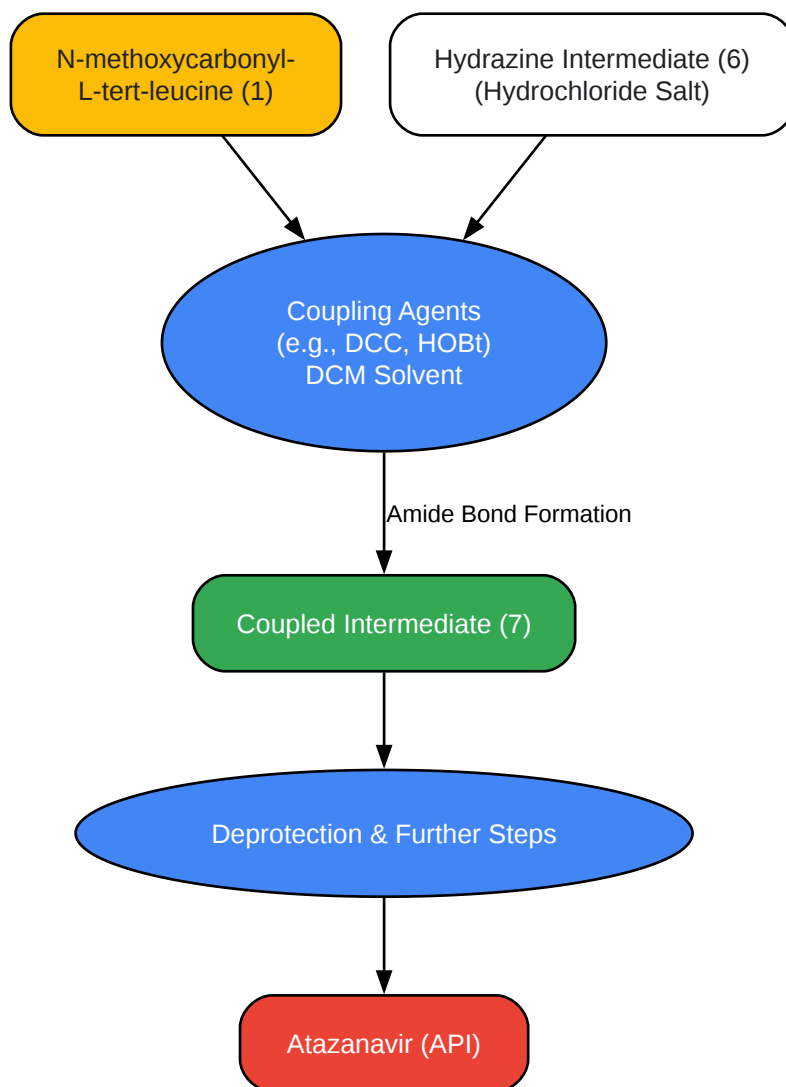 N-methoxycarbonyl-
L-tert-leucine (1)
Hydrazine Intermediate (6)
(Hydrochloride Salt)
Coupling Agents
(e.g., DCC, HOBt)
DCM Solvent
Amide Bond Formation
Coupled Intermediate (7)
Deprotection & Further Steps
Atazanavir (API)